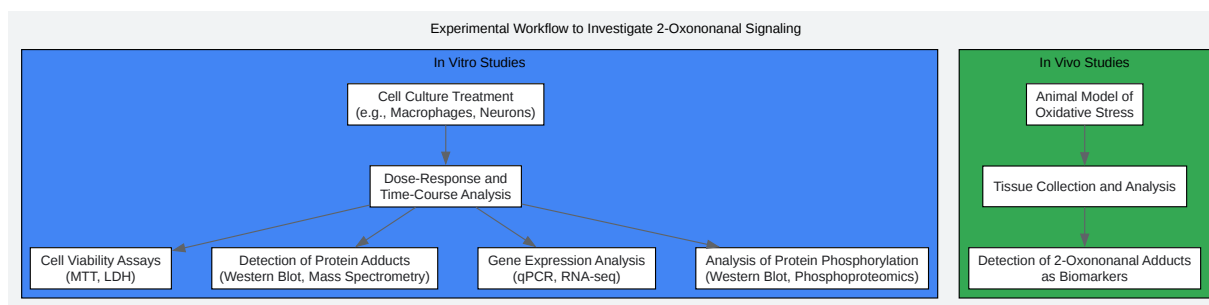 Experimental Workflow to Investigate 2-Oxononanal Signaling
In Vitro Studies
Cell Culture Treatment
(e.g., Macrophages, Neurons)
Dose-Response and
Time-Course Analysis
Cell Viability Assays
(MTT, LDH)
Detection of Protein Adducts
(Western Blot, Mass Spectrometry)
Gene Expression Analysis
(qPCR, RNA-seq)
Analysis of Protein Phosphorylation
(Western Blot, Phosphoproteomics)
In Vivo Studies
Animal Model of
Oxidative Stress
Tissue Collection and Analysis
Detection of 2-Oxononanal Adducts
as Biomarkers